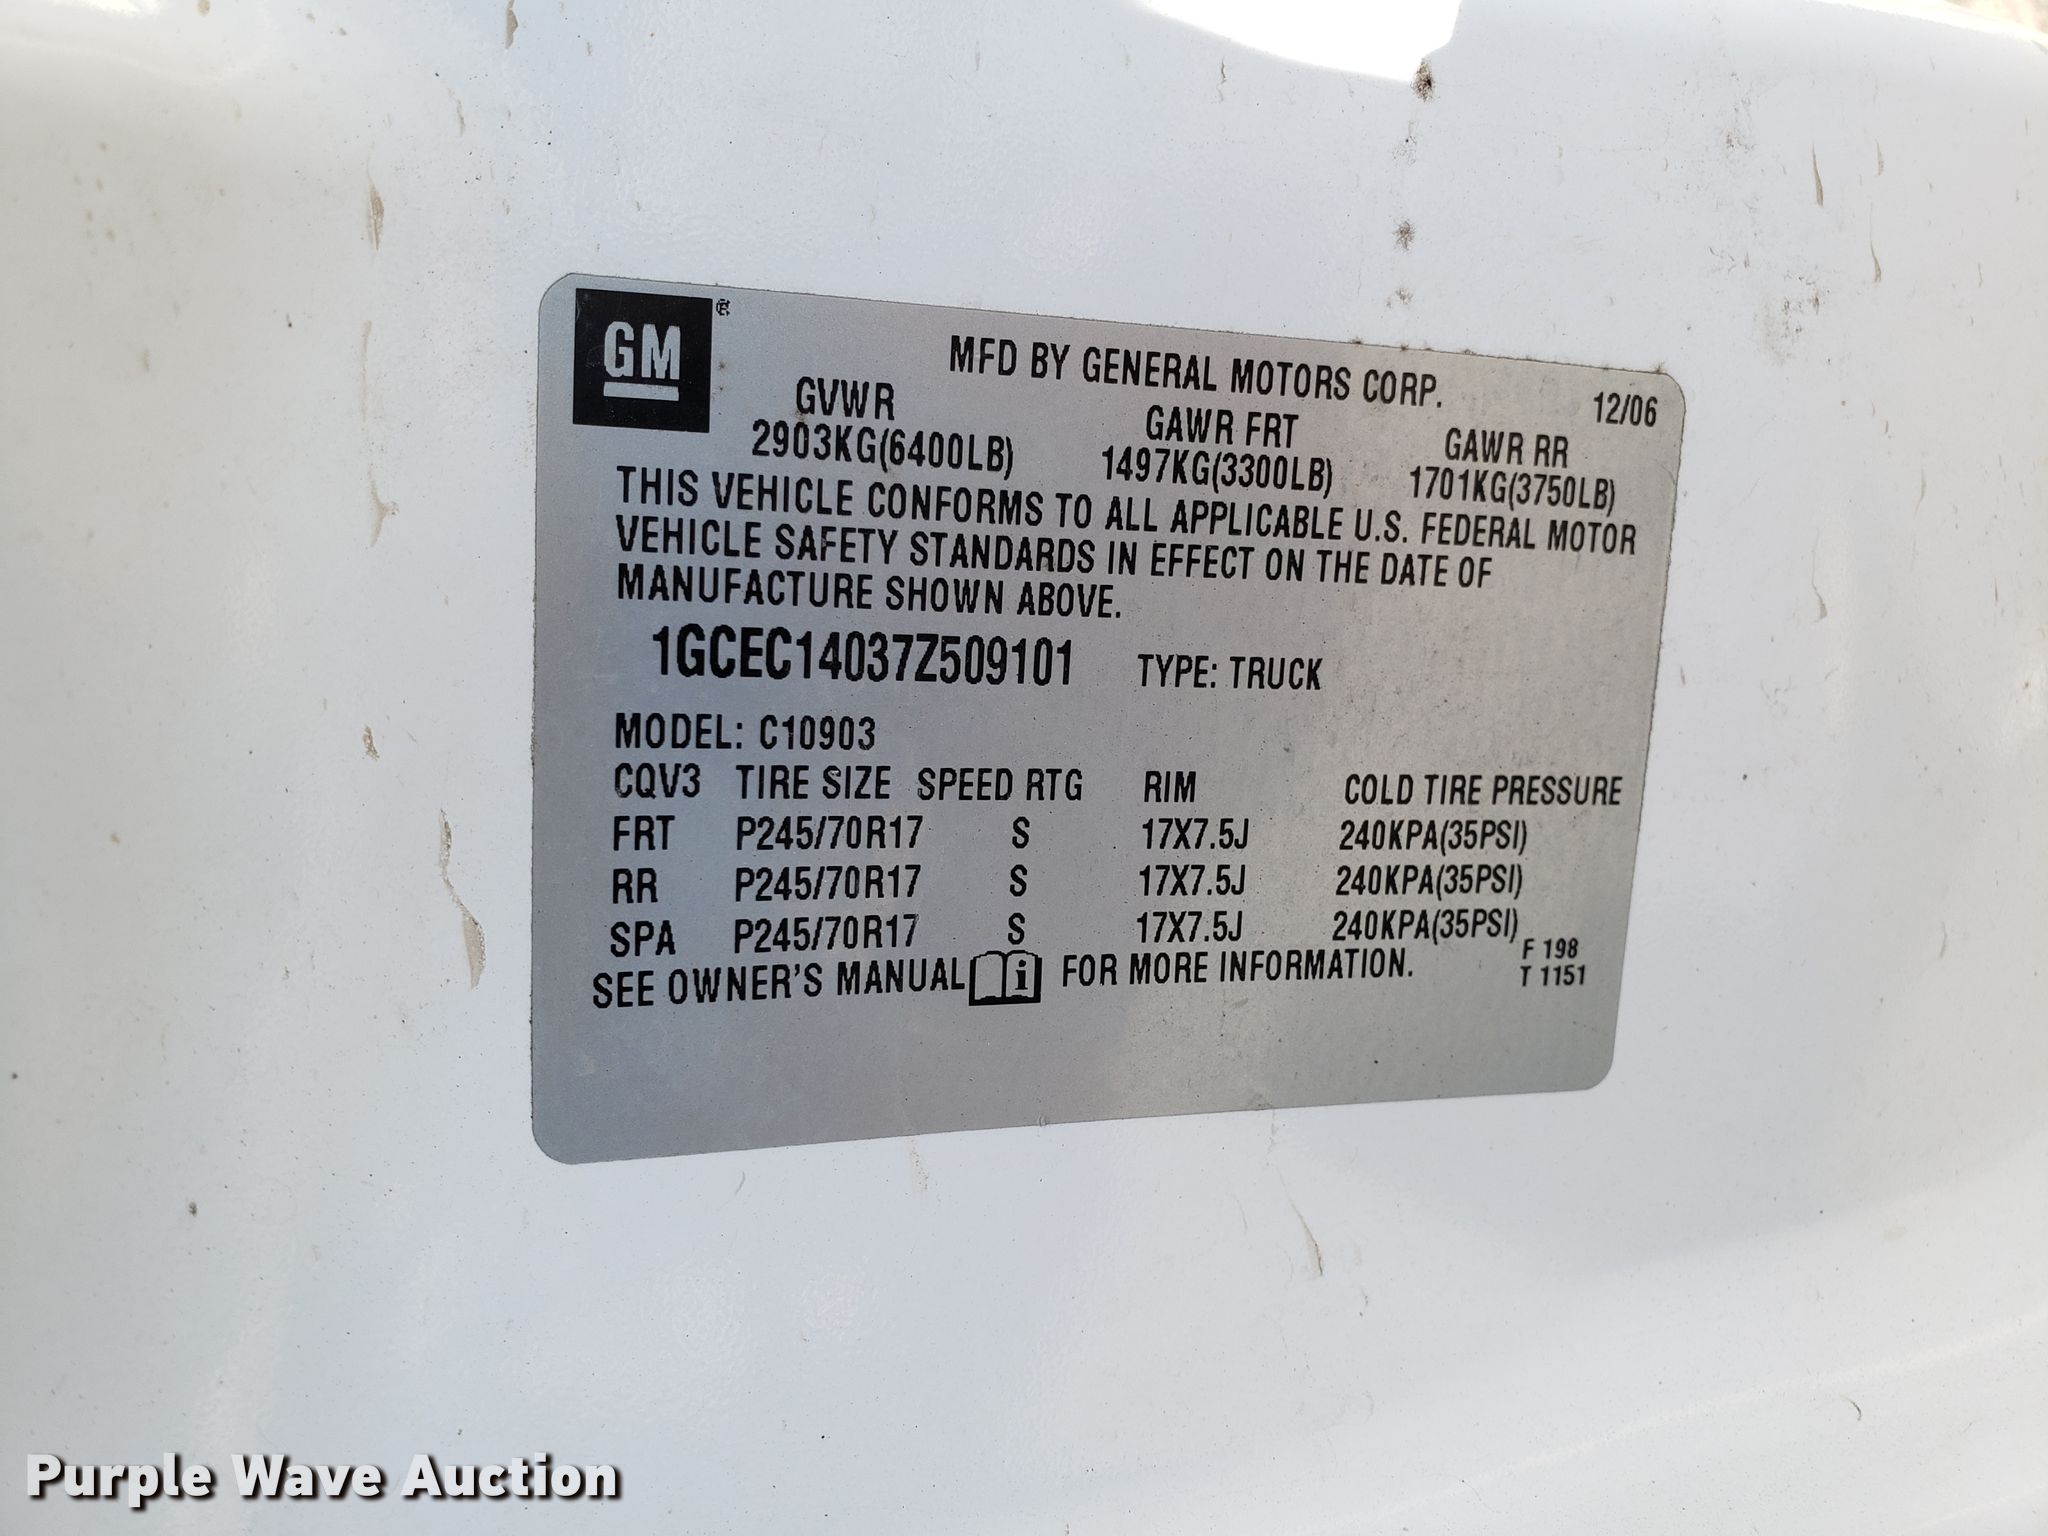 GM®
MFD BY GENERAL MOTORS CORP. 12/06
GVWR GAWR FRT GAWR RR
2903KG(6400LB) 1497KG(3300LB) 1701KG(3750LB)
THIS VEHICLE CONFORMS TO ALL APPLICABLE U.S. FEDERAL MOTOR
VEHICLE SAFETY STANDARDS IN EFFECT ON THE DATE OF
MANUFACTURE SHOWN ABOVE.
1GCEC14037Z509101 TYPE: TRUCK
MODEL: C10903
CQV3 TIRE SIZE SPEED RTG RIM COLD TIRE PRESSURE
FRT P245/70R17 S 17X7.5J 240KPA(35PSI)
RR P245/70R17 S 17X7.5J 240KPA(35PSI)
SPA P245/70R17 S 17X7.5J 240KPA(35PSI)
SEE OWNER'S MANUAL i FOR MORE INFORMATION.
F 198
T 1151
Purple Wave Auction